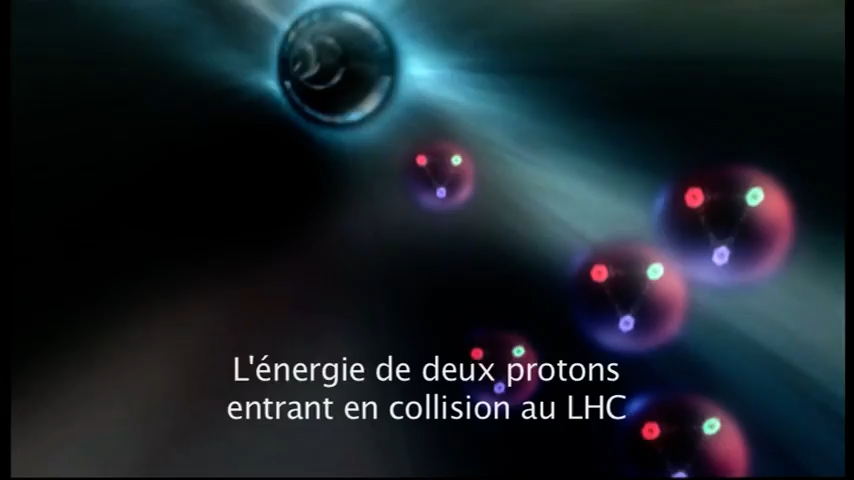 L'énergie de deux protons
entrant en collision au LHC